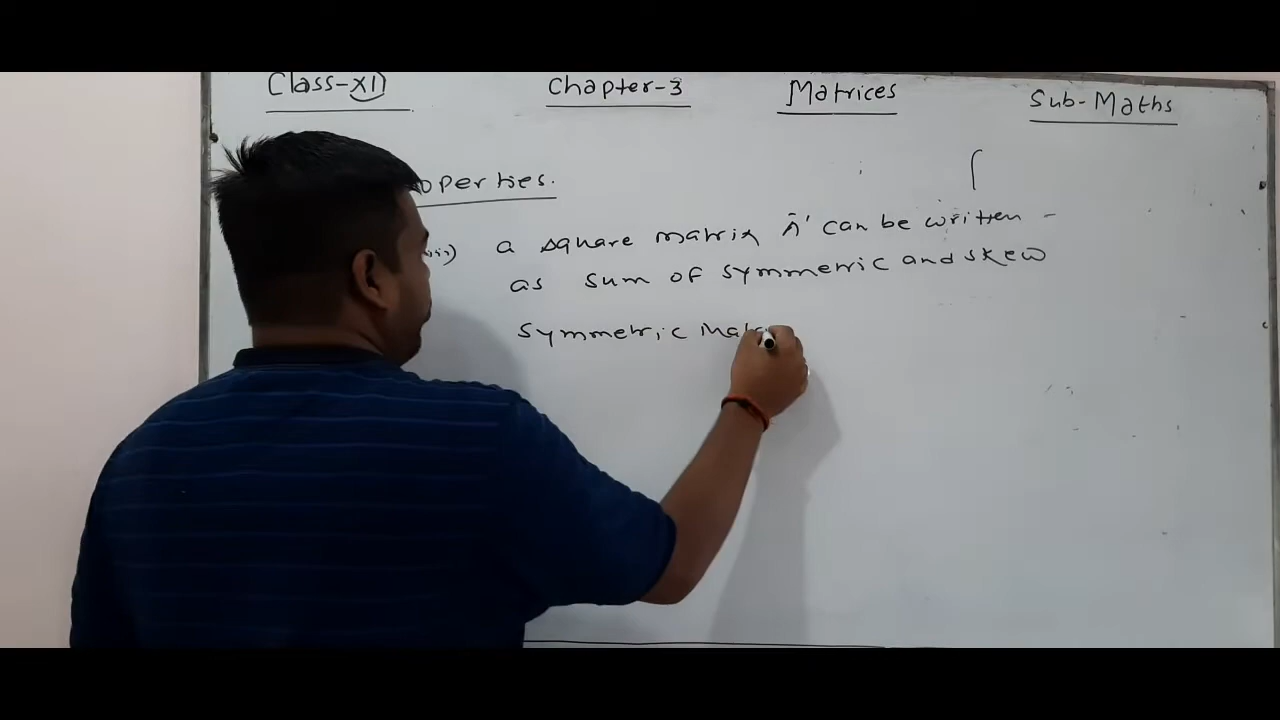 Class-XII Chapter-3 Matrices Sub-Maths
operties.
a square matrix 'A' can be written -
as sum of symmetric and skew
symmetric Mat